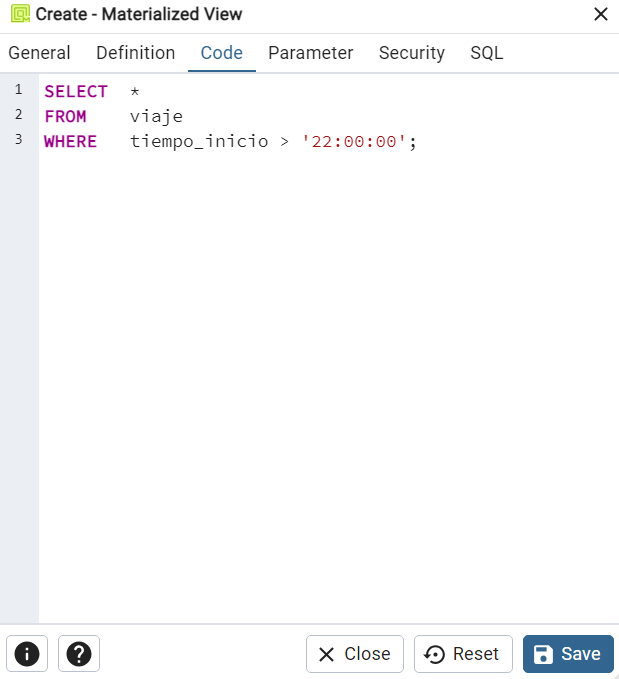 Create - Materialized View
General Definition Code Parameter Security SQL
1 SELECT *
2 FROM viaje
3 WHERE tiempo_inicio > '22:00:00';
Close Reset Save